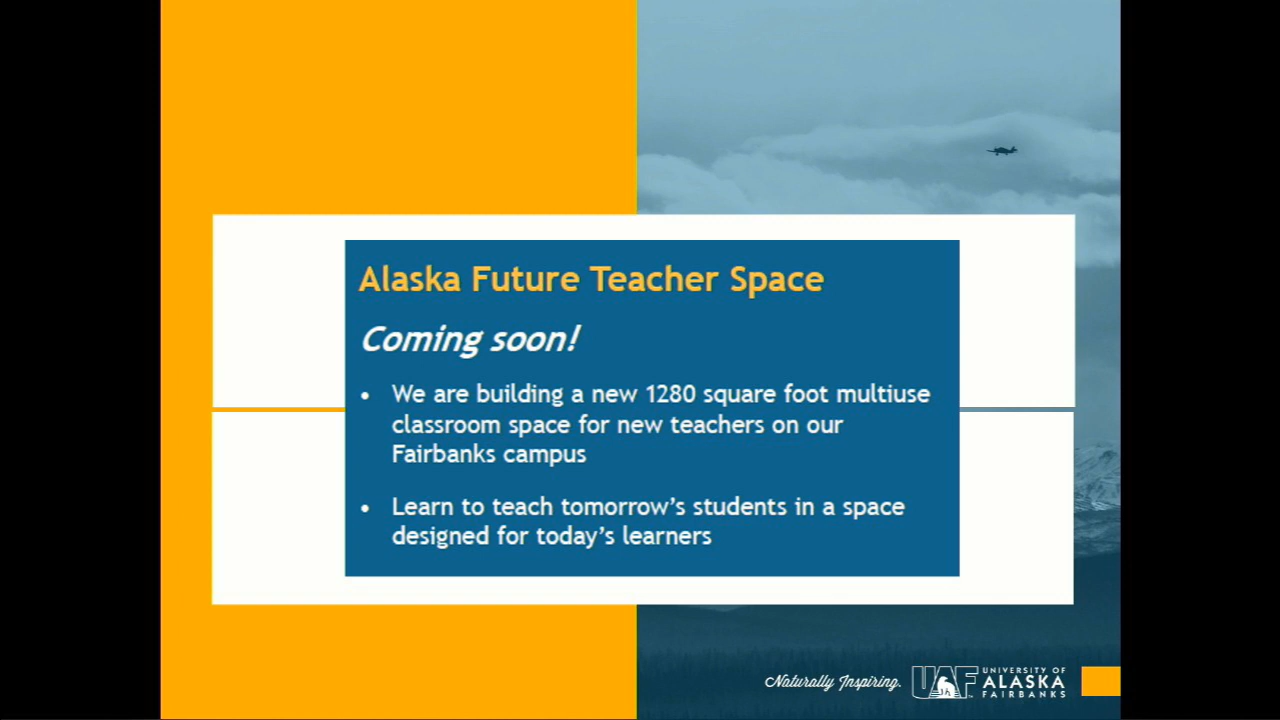 Alaska Future Teacher Space
Coming soon!
• We are building a new 1280 square foot multiuse
classroom space for new teachers on our
Fairbanks campus
• Learn to teach tomorrow's students in a space
designed for today's learners
Naturally Inspiring.
UAF
UNIVERSITY OF
ALASKA
FAIRBANKS